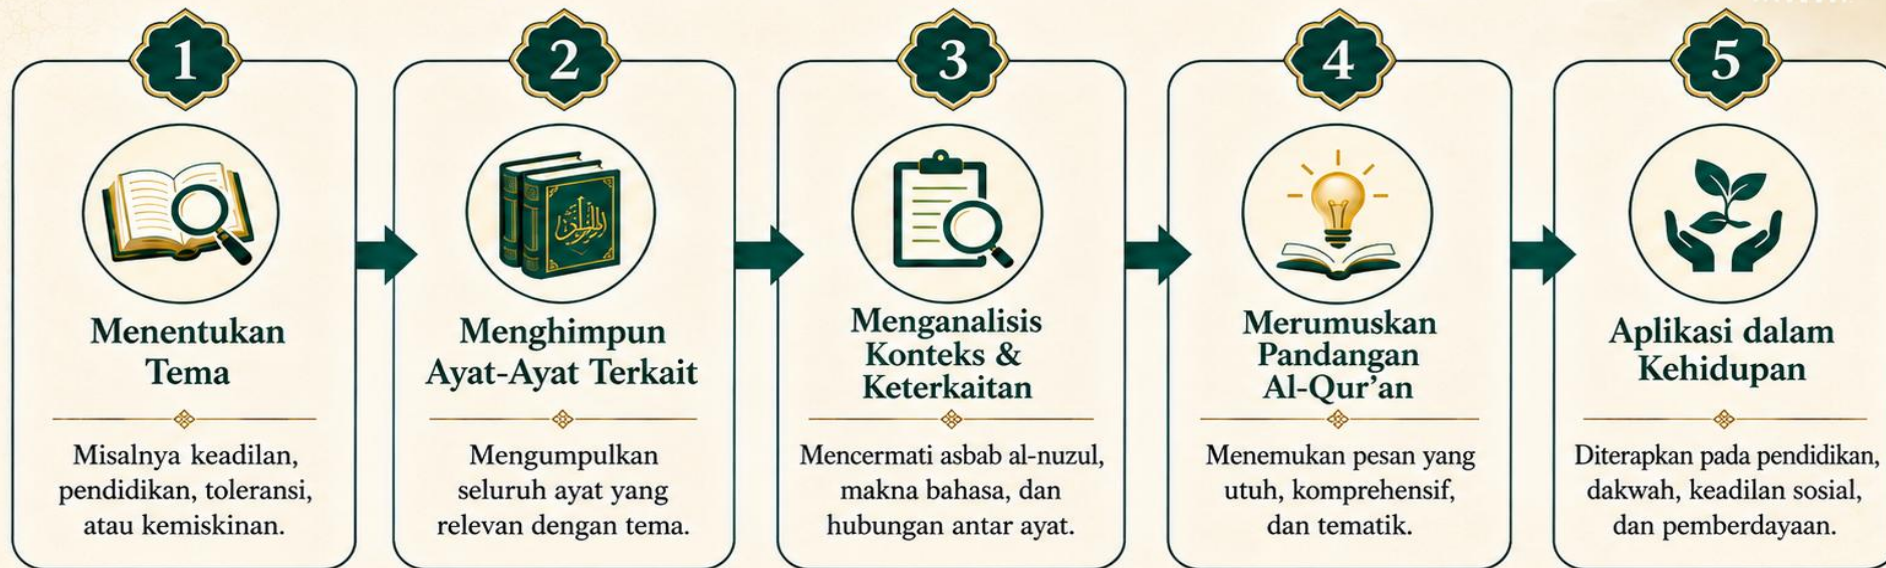 1
Menentukan
Tema
Misalnya keadilan,
pendidikan, toleransi,
atau kemiskinan.
2
Menghimpun
Ayat-Ayat Terkait
Mengumpulkan
seluruh ayat yang
relevan dengan tema.
3
Menganalisis
Konteks &
Keterkaitan
Mencermati asbab al-nuzul,
makna bahasa, dan
hubungan antar ayat.
4
Merumuskan
Pandangan
Al-Qur’an
Menemukan pesan yang
utuh, komprehensif,
dan tematik.
5
Aplikasi dalam
Kehidupan
Diterapkan pada pendidikan,
dakwah, keadilan sosial,
dan pemberdayaan.